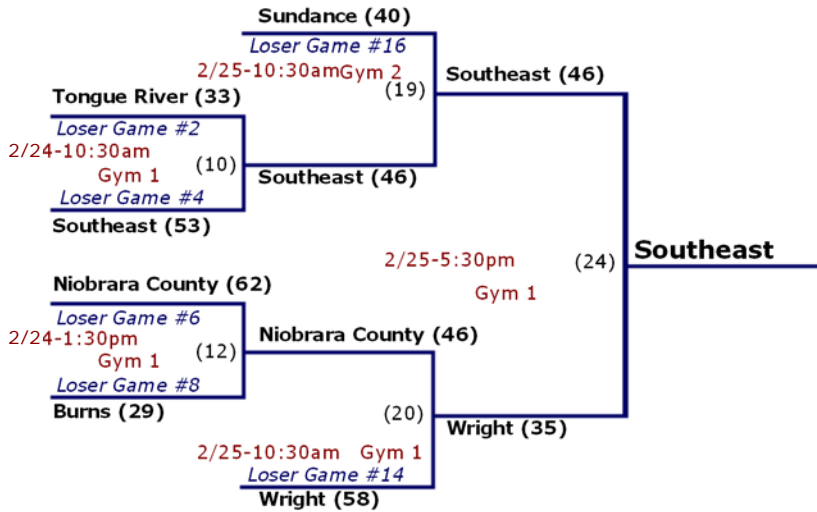 Sundance (40)
Loser Game #16
2/25-10:30am Gym 2
(19)
Southeast (46)
Tongue River (33)
Loser Game #2
2/24-10:30am
Gym 1
(10)
Loser Game #4
Southeast (53)
Southeast (46)
2/25-5:30pm
Gym 1
(24)
Southeast
Niobrara County (62)
Loser Game #6
2/24-1:30pm
Gym 1
(12)
Loser Game #8
Burns (29)
Niobrara County (46)
(20)
Wright (35)
2/25-10:30am Gym 1
Loser Game #14
Wright (58)